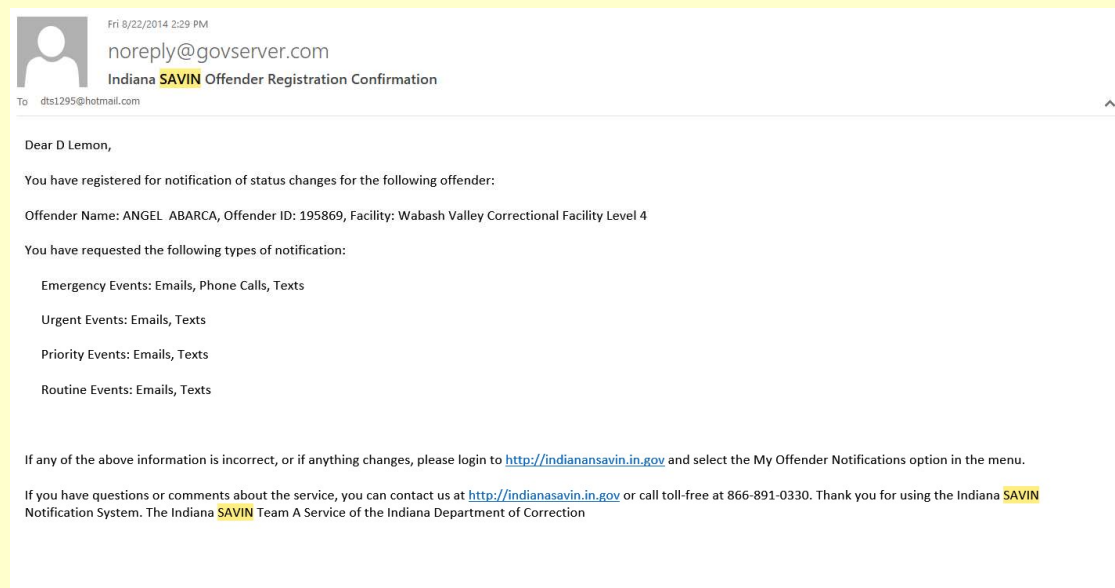 Fri 8/22/2014 2:29 PM
noreply@govserver.com
Indiana SAVIN Offender Registration Confirmation
To dts1295@hotmail.com
Dear D Lemon,
You have registered for notification of status changes for the following offender:
Offender Name: ANGEL  ABARCA, Offender ID: 195869, Facility: Wabash Valley Correctional Facility Level 4
You have requested the following types of notification:
Emergency Events: Emails, Phone Calls, Texts
Urgent Events: Emails, Texts
Priority Events: Emails, Texts
Routine Events: Emails, Texts
If any of the above information is incorrect, or if anything changes, please login to http://indianansavin.in.gov and select the My Offender Notifications option in the menu.
If you have questions or comments about the service, you can contact us at http://indianasavin.in.gov or call toll-free at 866-891-0330. Thank you for using the Indiana SAVIN
Notification System. The Indiana SAVIN Team A Service of the Indiana Department of Correction